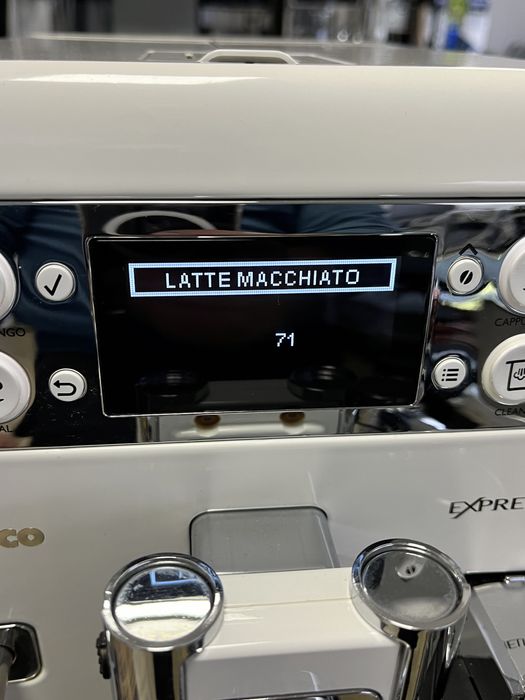 LATTE MACCHIATO
71
NGO
CAPP
AL
CLEAN
EXPRE
CO